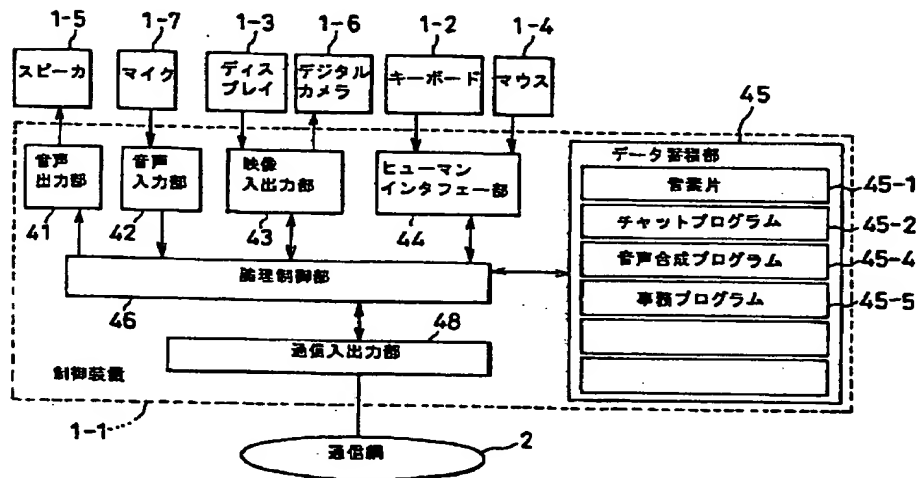 1-5
1-7
1-3
1-6
1-2
1-4
スピーカ
マイク
ディス
プレイ
デジタル
カメラ
キーボード
マウス
45
音声
出力部
音声
入力部
映像
入出力部
ヒューマン
インタフェー部
データ蓄積部
41
42
43
44
言葉片
45-1
チャットプログラム
45-2
音声合成プログラム
45-4
事務プログラム
45-5
論理制御部
46
48
通信入出力部
制御装置
1-1
2
通信網